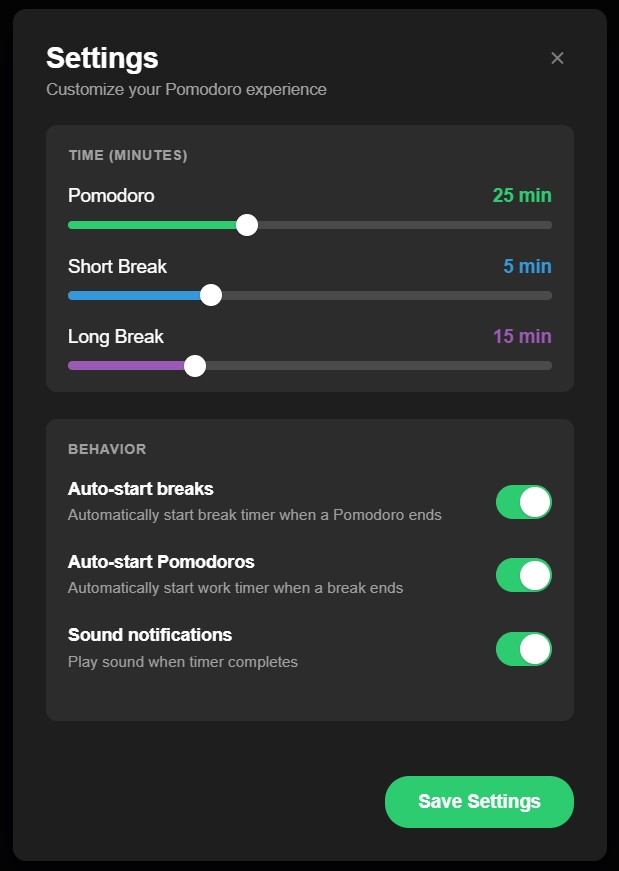 Settings
×
Customize your Pomodoro experience
TIME (MINUTES)
Pomodoro 25 min
Short Break 5 min
Long Break 15 min
BEHAVIOR
Auto-start breaks
Automatically start break timer when a Pomodoro ends
Auto-start Pomodoros
Automatically start work timer when a break ends
Sound notifications
Play sound when timer completes
Save Settings